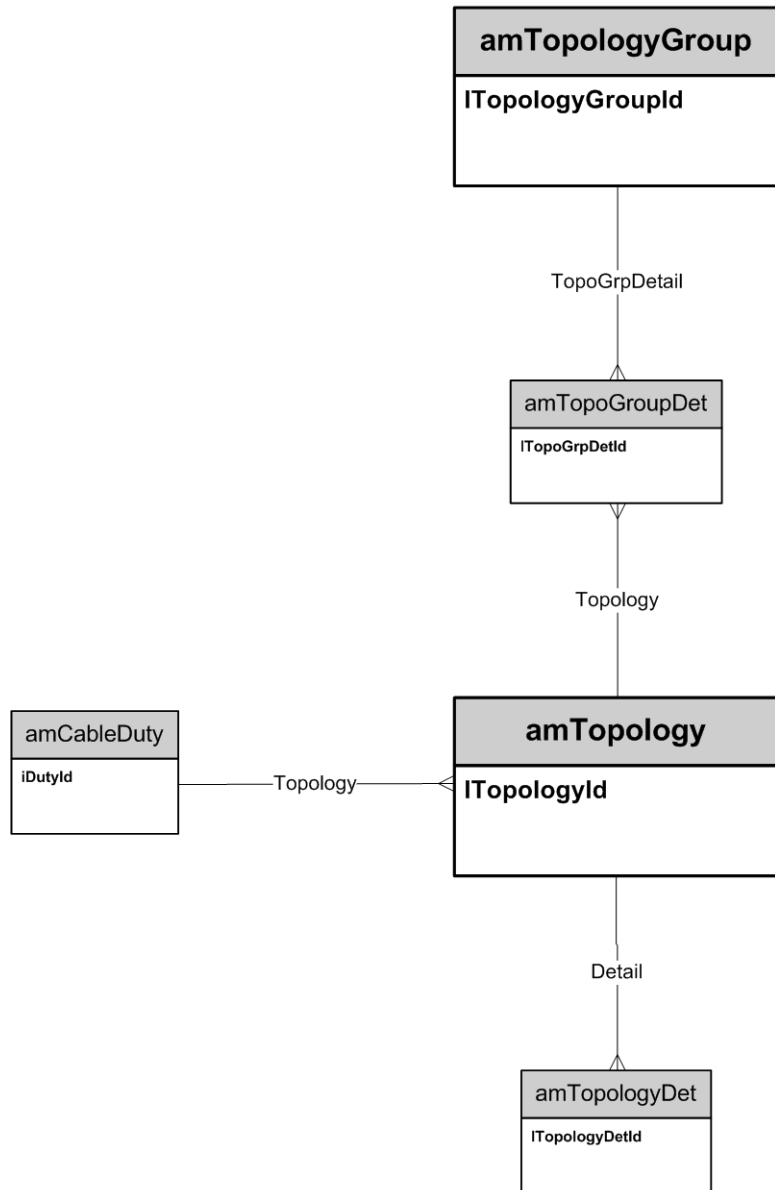 amTopologyGroup
lTopologyGroupId
TopoGrpDetail
amTopoGroupDet
lTopoGrpDetId
Topology
amTopology
lTopologyId
amCableDuty
iDutyId
Topology
Detail
amTopologyDet
lTopologyDetId